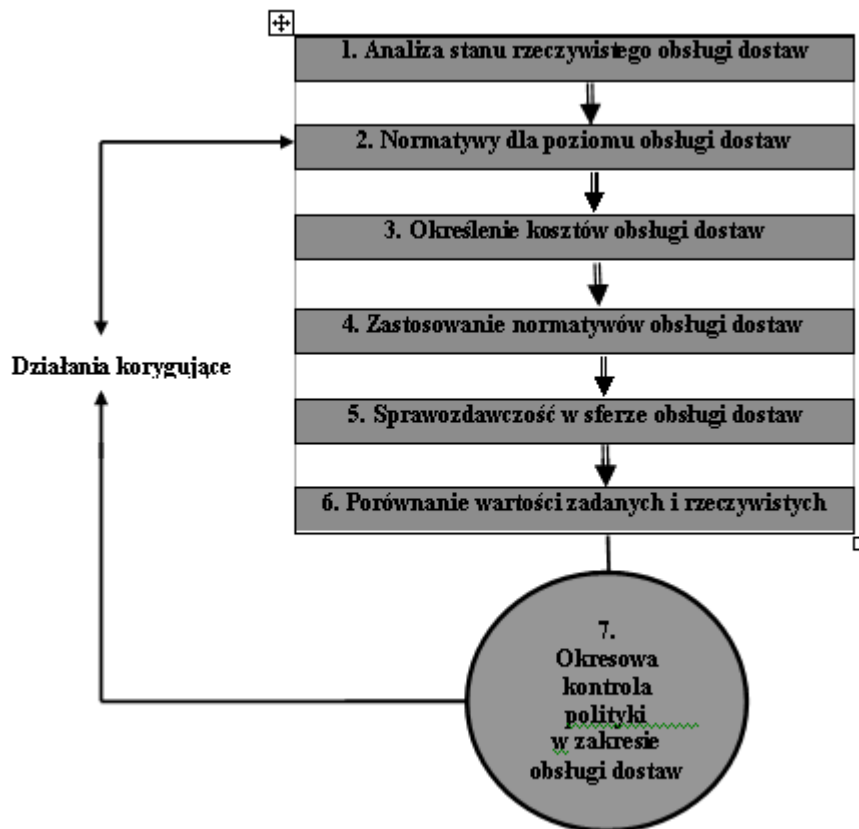 1. Analiza stanu rzeczywistego obsługi dostaw
2. Normatywy dla poziomu obsługi dostaw
3. Określenie kosztów obsługi dostaw
4. Zastosowanie normatywów obsługi dostaw
Działania korygujące
5. Sprawozdawczość w sferze obsługi dostaw
6. Porównanie wartości zadanych i rzeczywistych
7.
Okresowa
kontrola
polityki
w zakresie
obsługi dostaw